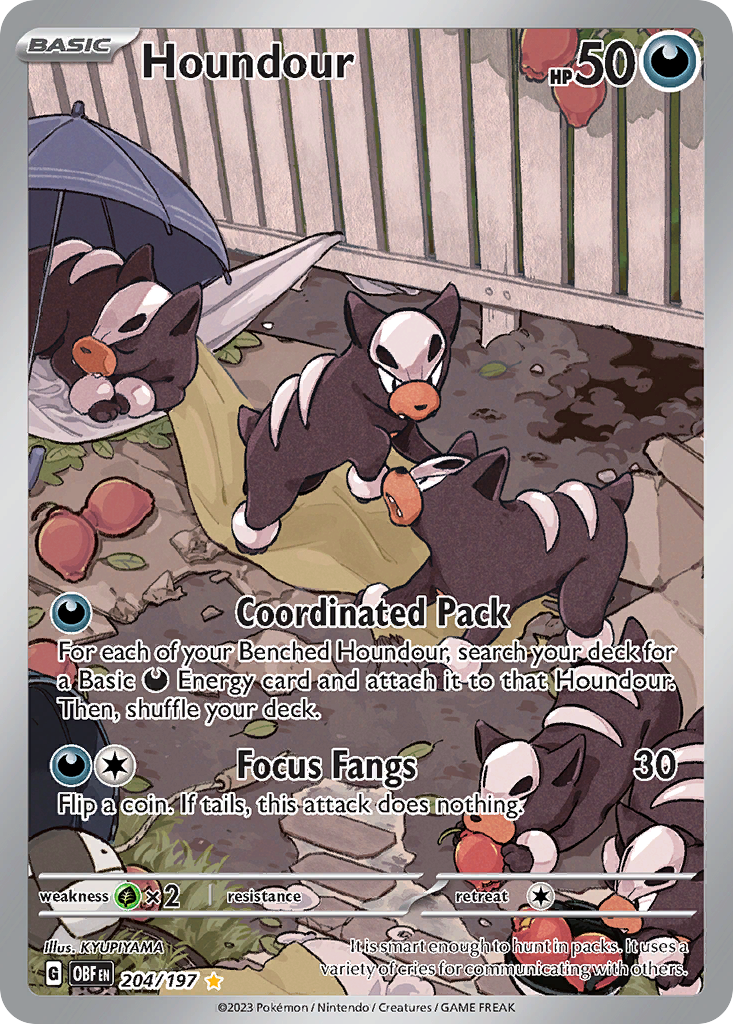 BASIC
Houndour
HP 50
Coordinated Pack
For each of your Benched Houndour, search your deck for
a Basic Energy card and attach it to that Houndour.
Then, shuffle your deck.
Focus Fangs 30
Flip a coin. If tails, this attack does nothing.
weakness ×2 resistance retreat
Illus. KYUPIYAMA
It is smart enough to hunt in packs. It uses a
variety of cries for communicating with others.
G OBF EN 204/197
©2023 Pokémon / Nintendo / Creatures / GAME FREAK